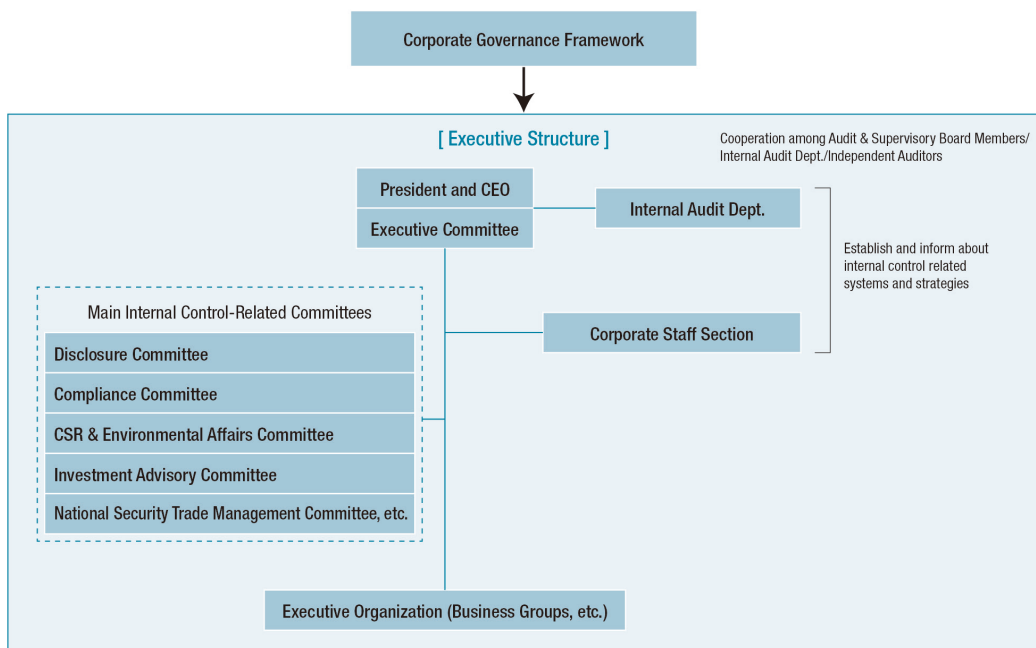 Corporate Governance Framework
[ Executive Structure ]
Cooperation among Audit & Supervisory Board Members/
Internal Audit Dept./Independent Auditors
President and CEO
Executive Committee
Internal Audit Dept.
Establish and inform about
internal control related
systems and strategies
Main Internal Control-Related Committees
Corporate Staff Section
Disclosure Committee
Compliance Committee
CSR & Environmental Affairs Committee
Investment Advisory Committee
National Security Trade Management Committee, etc.
Executive Organization (Business Groups, etc.)